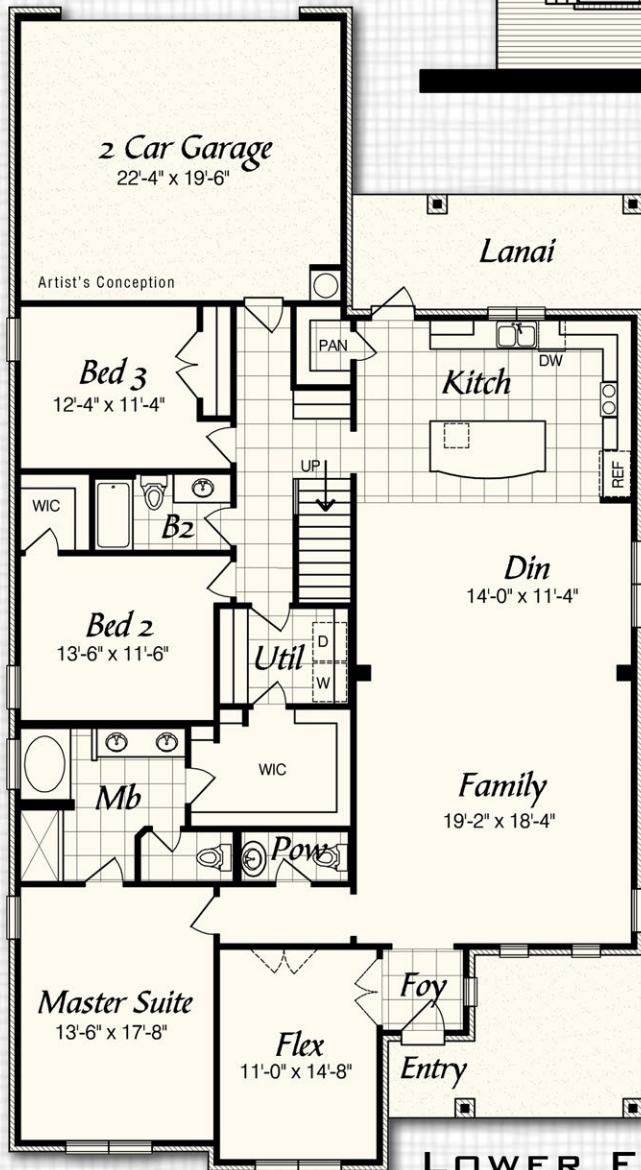 2 Car Garage
22'-4" x 19'-6"
Artist's Conception
Lanai
Bed 3
12'-4" x 11'-4"
PAN
Kitch
DW
REF
UP
WIC
B2
Din
14'-0" x 11'-4"
Bed 2
13'-6" x 11'-6"
Util
D
W
WIC
Mb
Family
19'-2" x 18'-4"
Pow
Master Suite
13'-6" x 17'-8"
Flex
11'-0" x 14'-8"
Foy
Entry
LOWER F